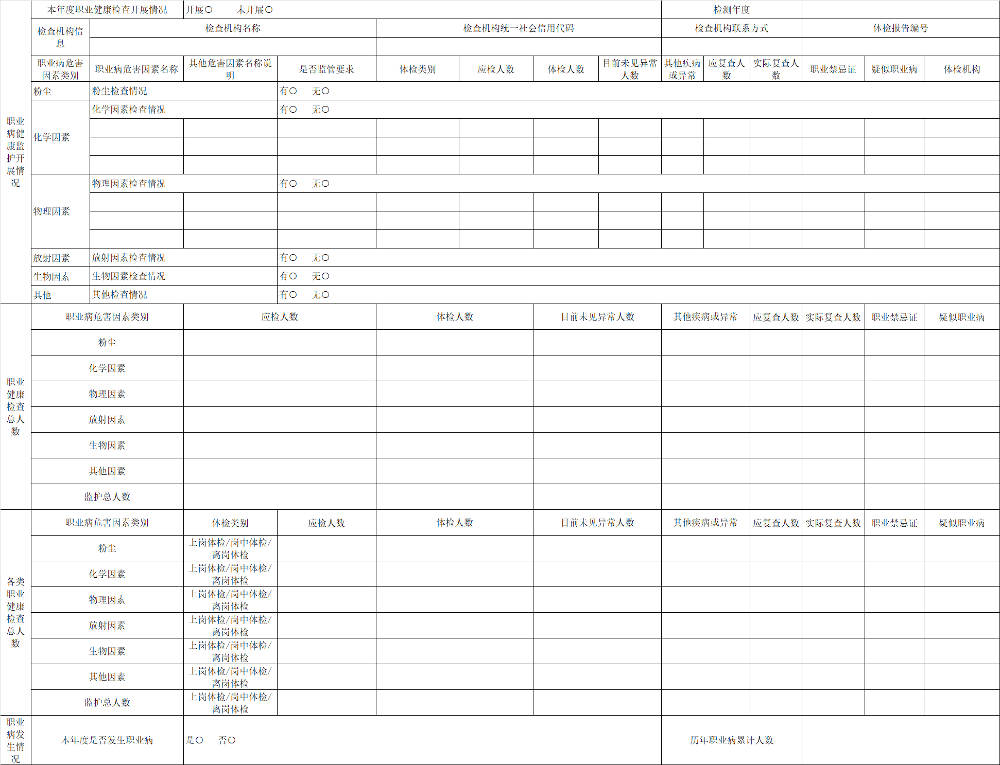 本年度职业健康检查开展情况 开展○ 未开展○ 检测年度
检查机构信
息
检查机构名称 检查机构统一社会信用代码 检查机构联系方式 体检报告编号
职业病危害
因素类别
职业病危害因素名称
其他危害因素名称说
明
是否监管要求 体检类别 应检人数 体检人数
目前未见异常
人数
其他疾病
或异常
应复查人
数
实际复查人
数
职业禁忌证 疑似职业病 体检机构
职业
病健
康监
护开
展情
况
粉尘 粉尘检查情况 有○ 无○
化学因素 化学因素检查情况 有○ 无○
物理因素 物理因素检查情况 有○ 无○
放射因素 放射因素检查情况 有○ 无○
生物因素 生物因素检查情况 有○ 无○
其他 其他检查情况 有○ 无○
职业
健康
检查
总人
数
职业病危害因素类别 应检人数 体检人数 目前未见异常人数 其他疾病或异常 应复查人数 实际复查人数 职业禁忌证 疑似职业病
粉尘
化学因素
物理因素
放射因素
生物因素
其他因素
监护总人数
各类
职业
健康
检查
总人
数
职业病危害因素类别 体检类别 应检人数 体检人数 目前未见异常人数 其他疾病或异常 应复查人数 实际复查人数 职业禁忌证 疑似职业病
粉尘
上岗体检/岗中体检/
离岗体检
化学因素
上岗体检/岗中体检/
离岗体检
物理因素
上岗体检/岗中体检/
离岗体检
放射因素
上岗体检/岗中体检/
离岗体检
生物因素
上岗体检/岗中体检/
离岗体检
其他因素
上岗体检/岗中体检/
离岗体检
监护总人数
上岗体检/岗中体检/
离岗体检
职业
病发
生情
况
本年度是否发生职业病 是○ 否○ 历年职业病累计人数